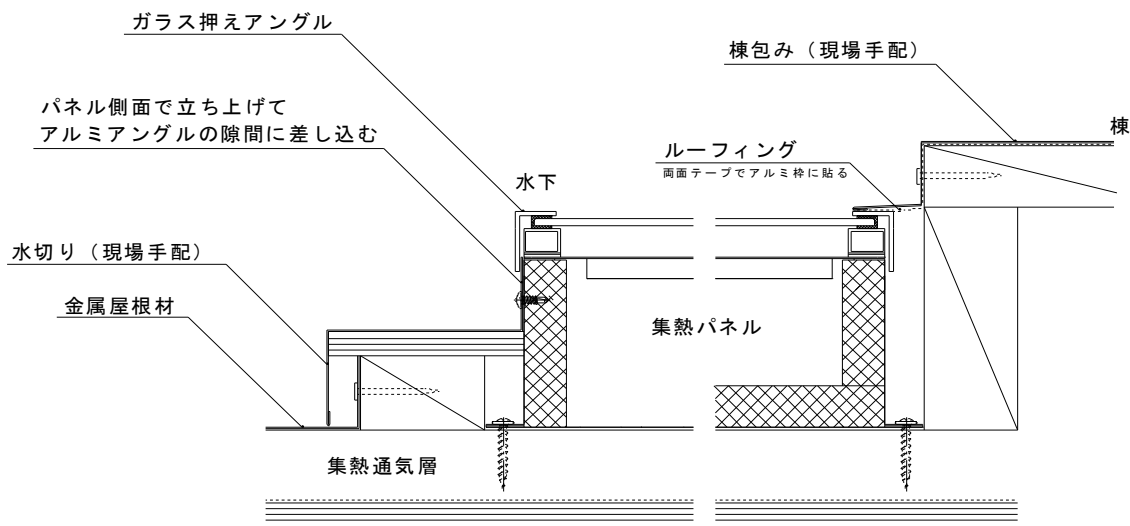 ガラス押えアングル
棟包み（現場手配）
パネル側面で立ち上げて
アルミアングルの隙間に差し込む
棟
ルーフィング
両面テープでアルミ枠に貼る
水下
水切り（現場手配）
金属屋根材
集熱パネル
集熱通気層